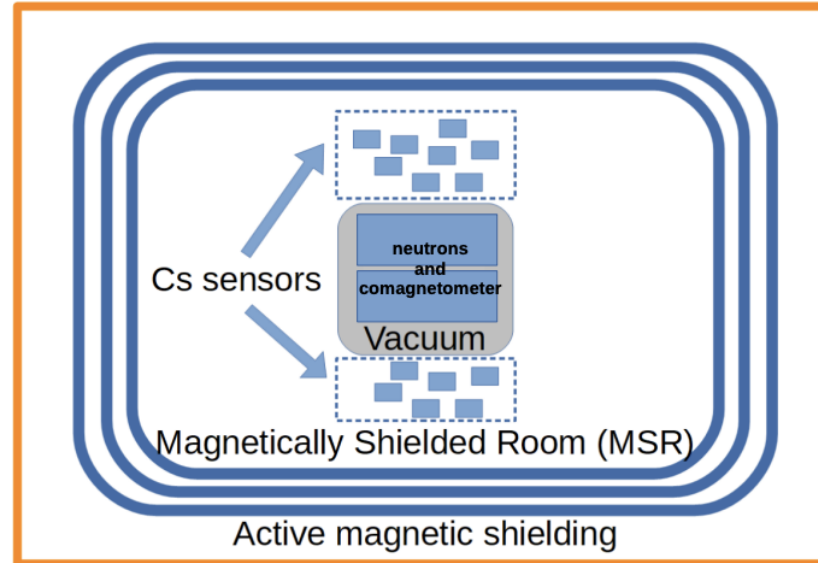 neutrons
and
comagnetometer
Cs sensors
Vacuum
Magnetically Shielded Room (MSR)
Active magnetic shielding